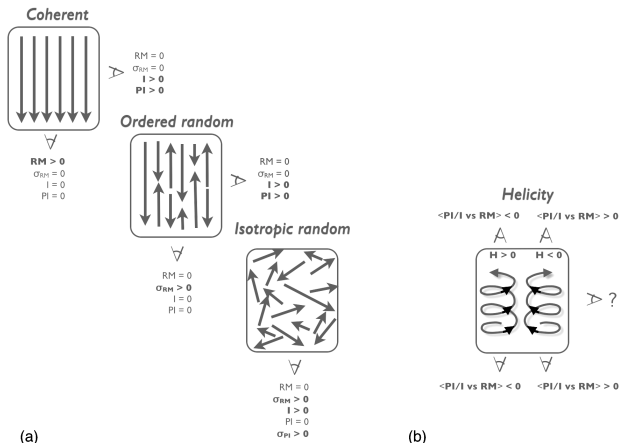 Coherent
RM = 0
σRM = 0
I > 0
PI > 0
RM > 0
σRM = 0
I = 0
PI = 0
Ordered random
RM = 0
σRM = 0
I > 0
PI > 0
RM = 0
σRM > 0
I = 0
PI = 0
Isotropic random
RM = 0
σRM > 0
I > 0
PI = 0
σPI > 0
(a)
Helicity
<PI/I vs RM> < 0 <PI/I vs RM> > 0
H > 0 H < 0
?
<PI/I vs RM> < 0 <PI/I vs RM> > 0
(b)